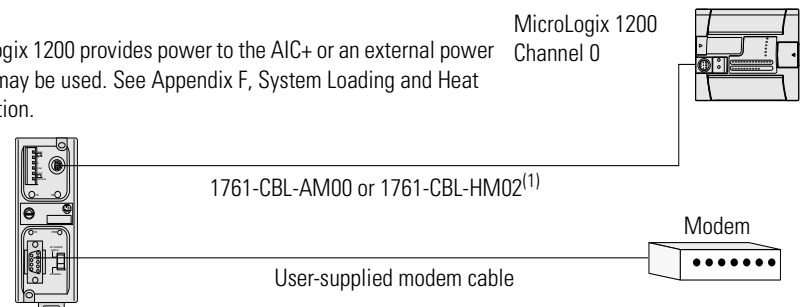 ogix 1200 provides power to the AIC+ or an external power
may be used. See Appendix F, System Loading and Heat
tion.
MicroLogix 1200
Channel 0
1761-CBL-AM00 or 1761-CBL-HM02(1)
Modem
User-supplied modem cable